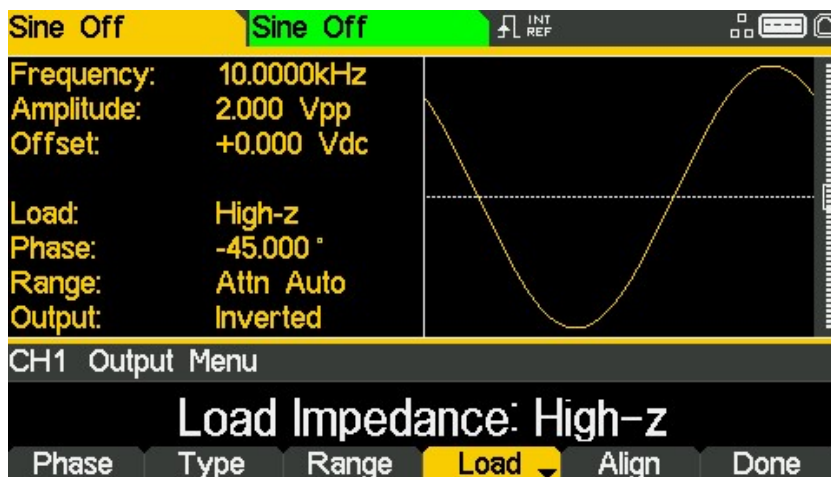 Sine Off
Sine Off
INT
REF
Frequency: 10.0000kHz
Amplitude: 2.000 Vpp
Offset: +0.000 Vdc
Load: High-z
Phase: -45.000 °
Range: Attn Auto
Output: Inverted
CH1 Output Menu
Load Impedance: High-z
Phase Type Range Load Align Done